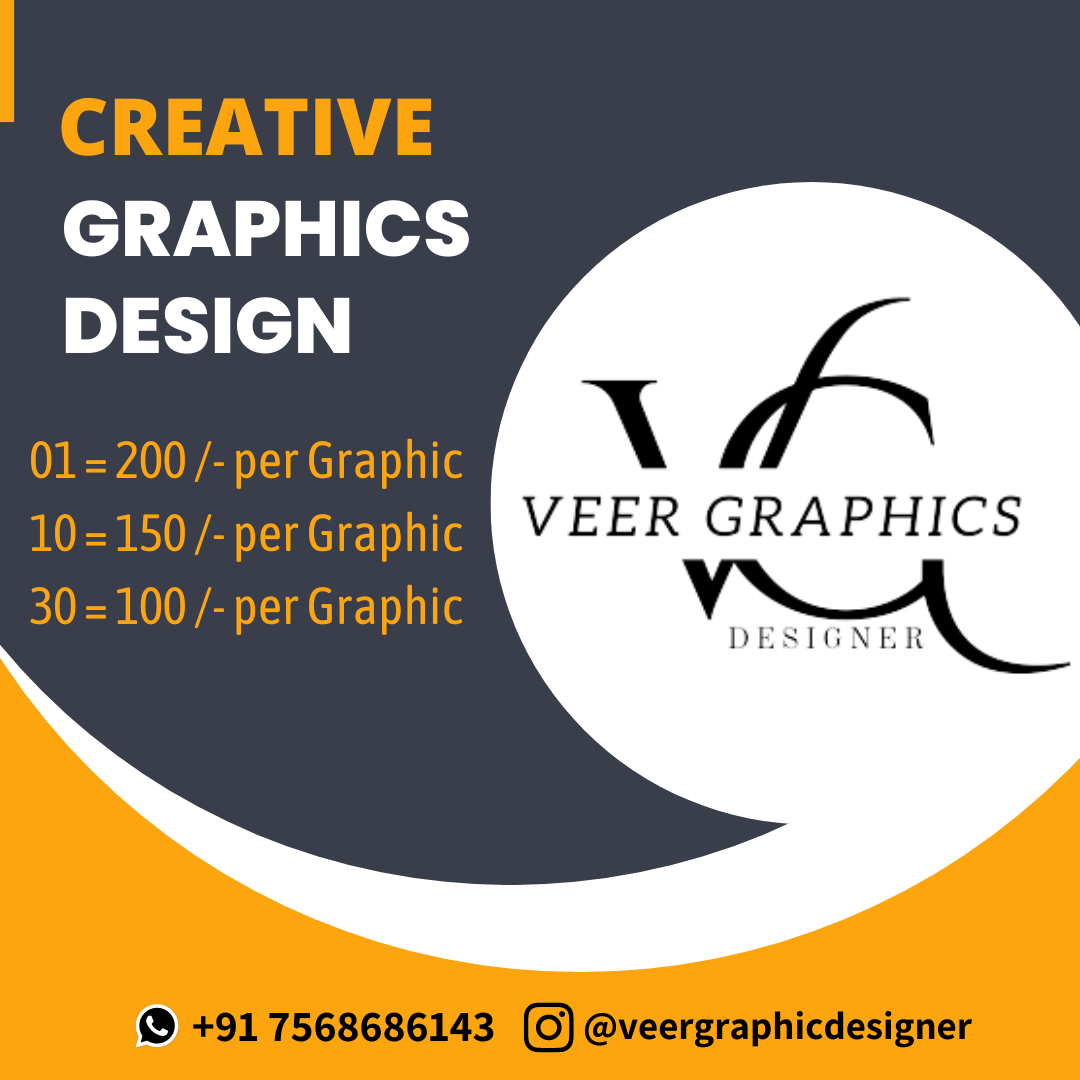 CREATIVE
GRAPHICS
DESIGN
01 = 200 /- per Graphic
10 = 150 /- per Graphic
30 = 100 /- per Graphic
VG
VEER GRAPHICS
DESIGNER
+91 7568686143
@veergraphicdesigner